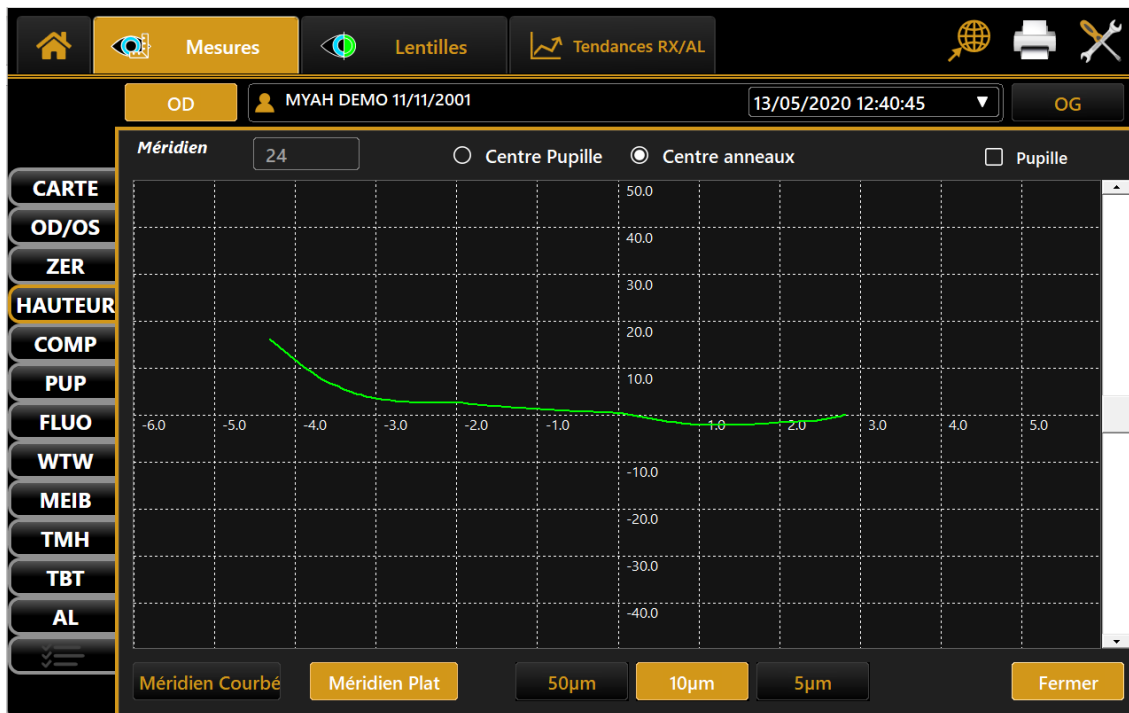 Mesures
Lentilles
Tendances RX/AL
OD
MYAH DEMO 11/11/2001
13/05/2020 12:40:45
OG
Méridien
24
Centre Pupille
Centre anneaux
Pupille
CARTE
OD/OS
ZER
HAUTEUR
COMP
PUP
FLUO
WTW
MEIB
TMH
TBT
AL
50.0
40.0
30.0
20.0
10.0
-6.0 -5.0 -4.0 -3.0 -2.0 -1.0 1.0 2.0 3.0 4.0 5.0
-10.0
-20.0
-30.0
-40.0
Méridien Courbé
Méridien Plat
50µm
10µm
5µm
Fermer